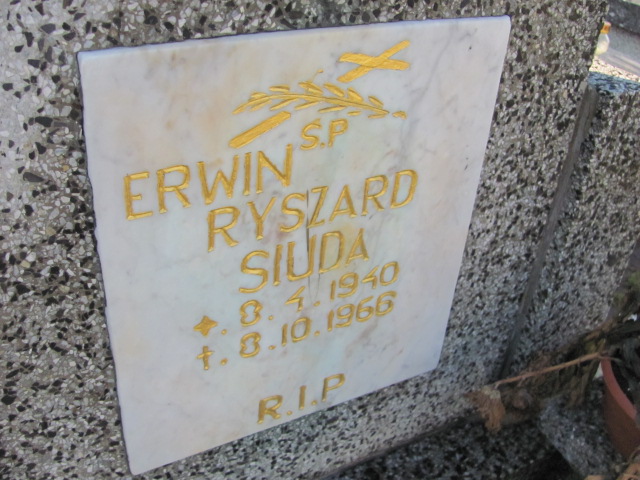 Ś.P
ERWIN
RYSZARD
SIUDA
8.4.1940
†.8.10.1966
R.I.P